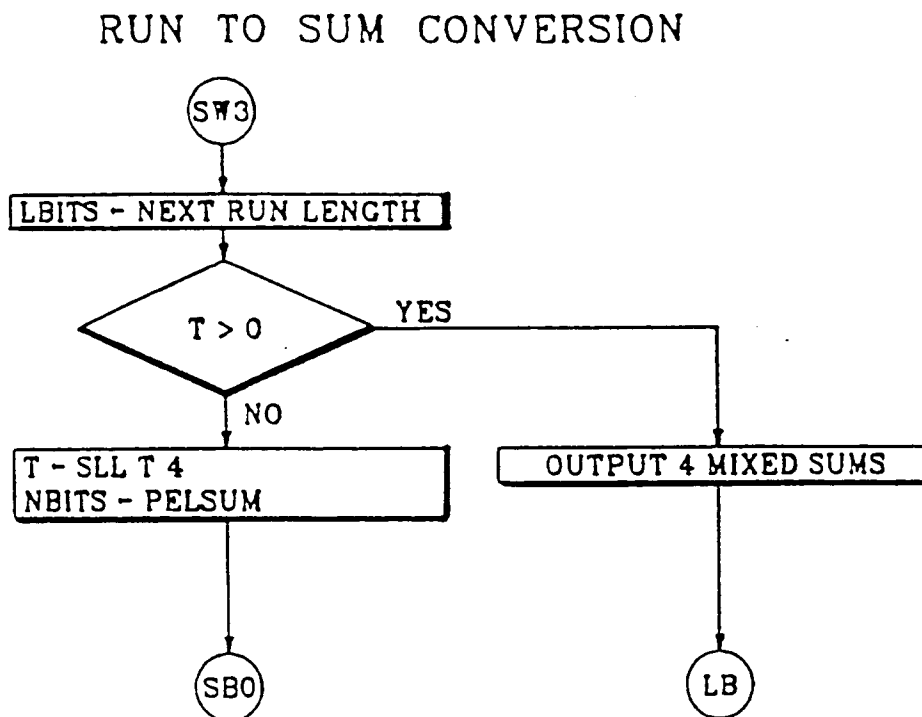 RUN TO SUM CONVERSION
SW3
LBITS - NEXT RUN LENGTH
T > 0
YES
NO
T - SLL T 4
NBITS - PELSUM
OUTPUT 4 MIXED SUMS
SB0
LB